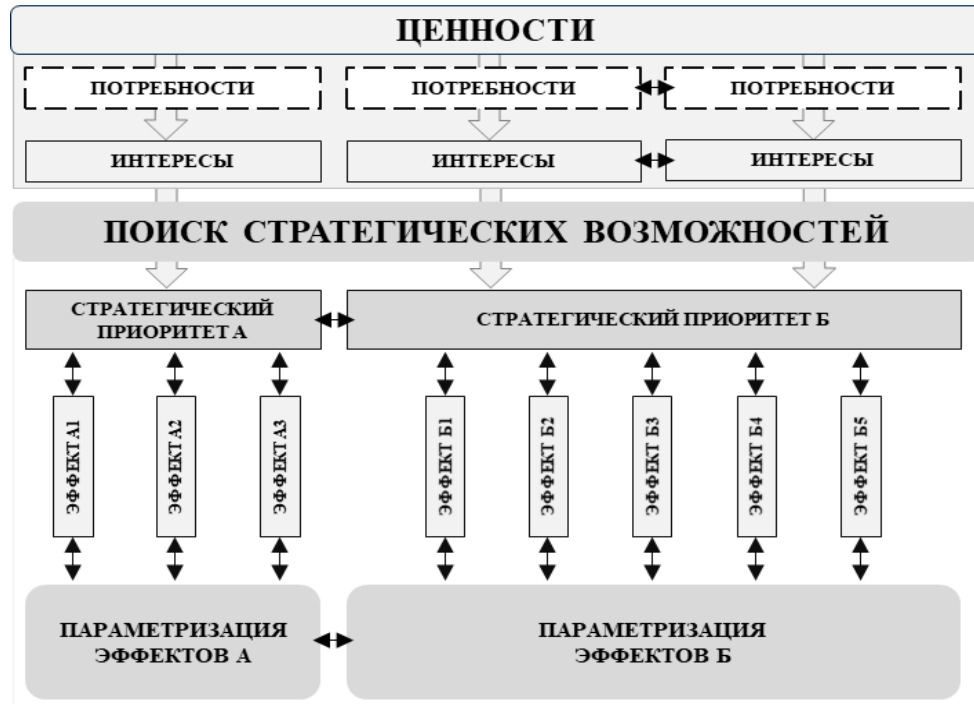 ЦЕННОСТИ
ПОТРЕБНОСТИ
ПОТРЕБНОСТИ
ПОТРЕБНОСТИ
ИНТЕРЕСЫ
ИНТЕРЕСЫ
ИНТЕРЕСЫ
ПОИСК СТРАТЕГИЧЕСКИХ ВОЗМОЖНОСТЕЙ
СТРАТЕГИЧЕСКИЙ
ПРИОРИТЕТ А
СТРАТЕГИЧЕСКИЙ ПРИОРИТЕТ Б
ЭФФЕКТ А1
ЭФФЕКТ А2
ЭФФЕКТ А3
ЭФФЕКТ Б1
ЭФФЕКТ Б2
ЭФФЕКТ Б3
ЭФФЕКТ Б4
ЭФФЕКТ Б5
ПАРАМЕТРИЗАЦИЯ
ЭФФЕКТОВ А
ПАРАМЕТРИЗАЦИЯ
ЭФФЕКТОВ Б